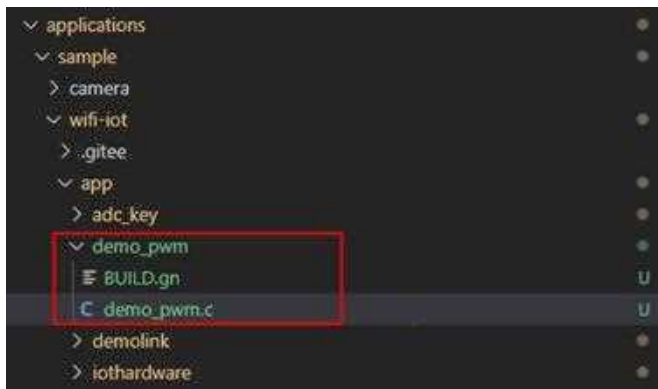 applications
sample
camera
wifi-iot
.gitee
app
adc_key
demo_pwm
BUILD.gn U
C demo_pwm.c U
demolink
iothardware